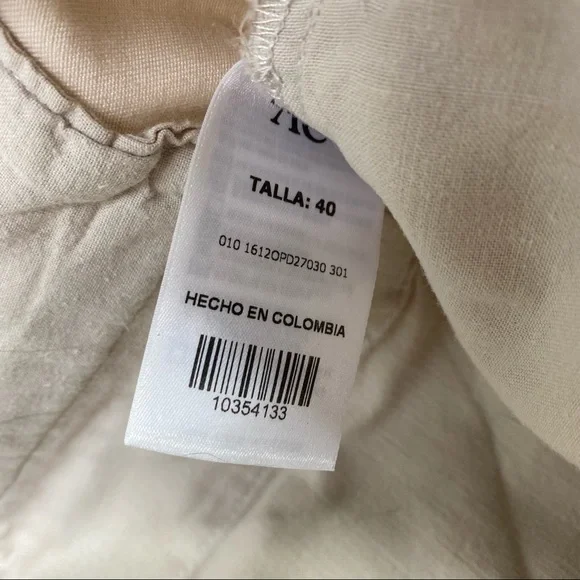 TALLA: 40
010 1612OPD27030 301
HECHO EN COLOMBIA
10354133